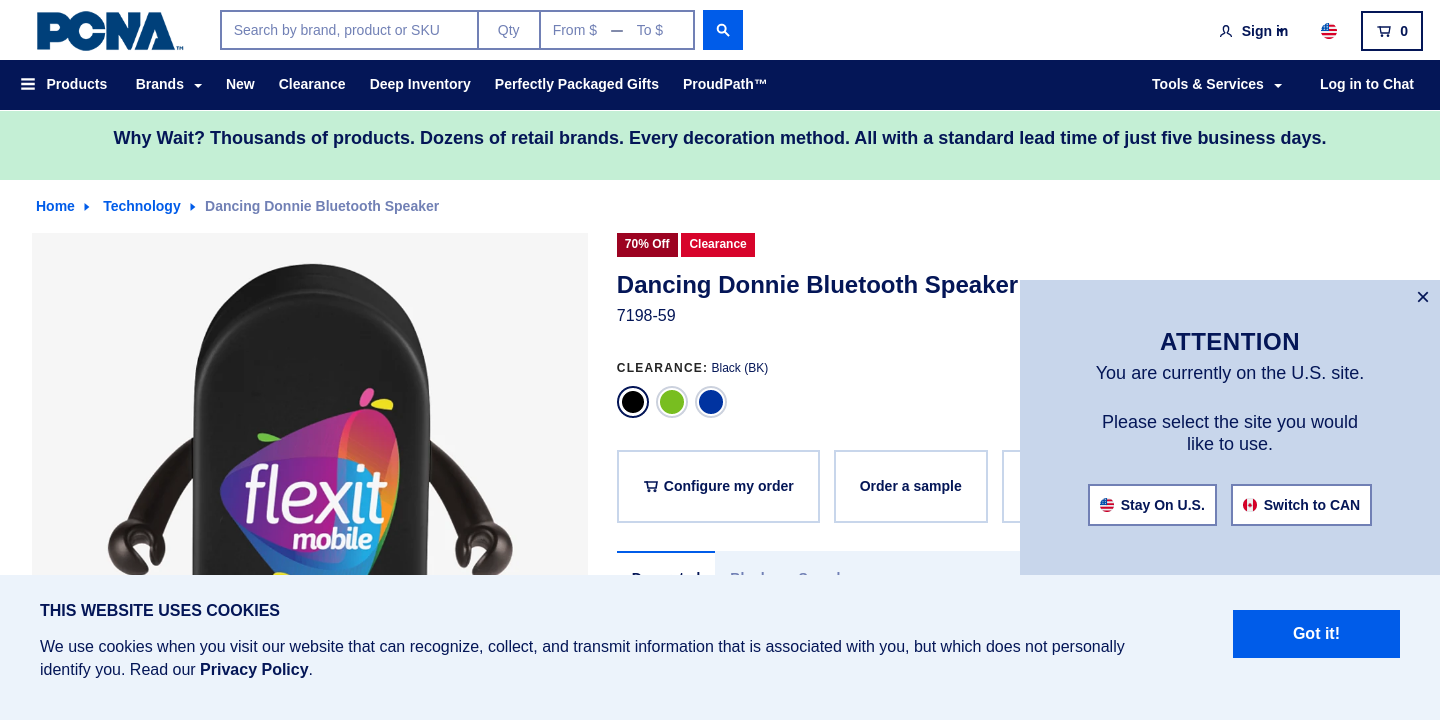 PCNA™
Search by brand, product or SKU
Qty
From $ — To $
Sign in
0
Products
Brands
New
Clearance
Deep Inventory
Perfectly Packaged Gifts
ProudPath™
Tools & Services
Log in to Chat
Why Wait? Thousands of products. Dozens of retail brands. Every decoration method. All with a standard lead time of just five business days.
Home
Technology
Dancing Donnie Bluetooth Speaker
flexit
mobile
70% Off
Clearance
Dancing Donnie Bluetooth Speaker
7198-59
CLEARANCE: Black (BK)
Configure my order
Order a sample
×
ATTENTION
You are currently on the U.S. site.
Please select the site you would
like to use.
Stay On U.S.
Switch to CAN
THIS WEBSITE USES COOKIES
We use cookies when you visit our website that can recognize, collect, and transmit information that is associated with you, but which does not personally
identify you. Read our Privacy Policy.
Got it!